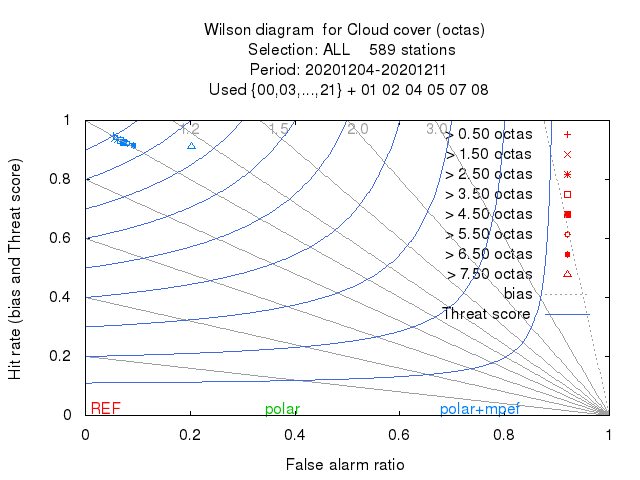 Wilson diagram  for Cloud cover (octas)
Selection: ALL    589 stations
Period: 20201204-20201211
Used {00,03,...,21} + 01 02 04 05 07 08
Hit rate (bias and Threat score)
1
0.8
0.6
0.4
0.2
0
1.2
1.5
2.0
3.0
> 0.50 octas
> 1.50 octas
> 2.50 octas
> 3.50 octas
> 4.50 octas
> 5.50 octas
> 6.50 octas
> 7.50 octas
bias
Threat score
REF polar polar+mpef
0 0.2 0.4 0.6 0.8 1
False alarm ratio